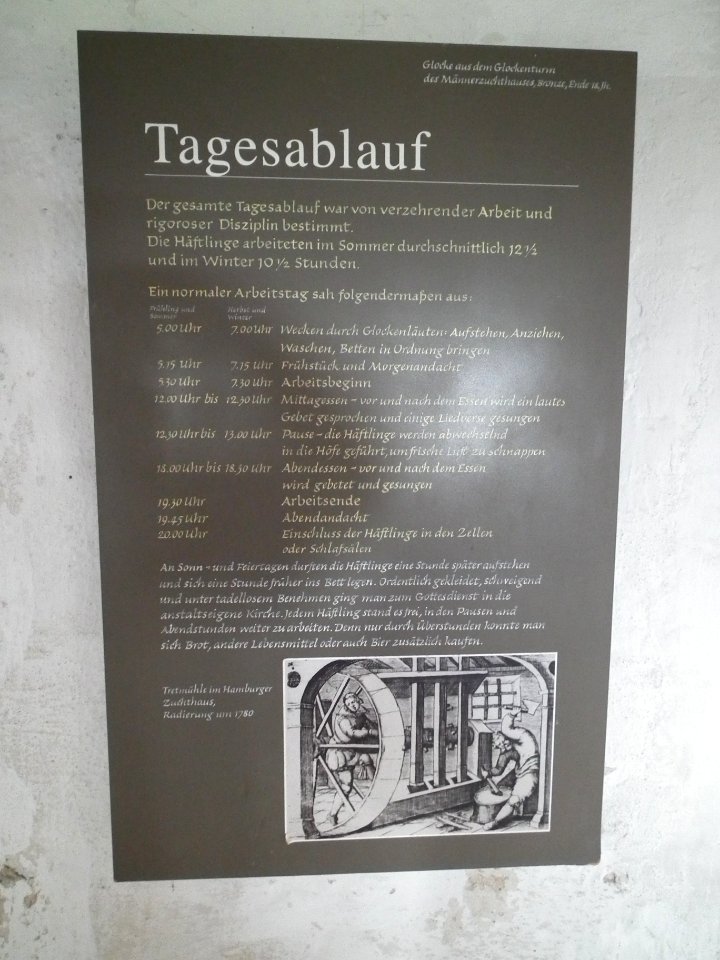 Glocke aus dem Glockenturm
des Männerzuchthauses, Bronze, Ende 18. Jh.
Tagesablauf
Der gesamte Tagesablauf war von verzehrender Arbeit und
rigoroser Disziplin bestimmt.
Die Häftlinge arbeiteten im Sommer durchschnittlich 12 ½
und im Winter 10 ½ Stunden.
Ein normaler Arbeitstag sah folgendermaßen aus:
Frühling und Sommer Herbst und Winter
5.00 Uhr 7.00 Uhr Wecken durch Glockenläuten: Aufstehen, Anziehen,
Waschen, Betten in Ordnung bringen
5.15 Uhr 7.15 Uhr Frühstück und Morgenandacht
5.30 Uhr 7.30 Uhr Arbeitsbeginn
12.00 Uhr bis 12.30 Uhr Mittagessen – vor und nach dem Essen wird ein lautes
Gebet gesprochen und einige Liedverse gesungen
12.30 Uhr bis 13.00 Uhr Pause – die Häftlinge werden abwechselnd
in die Höfe geführt, um frische Luft zu schnappen
18.00 Uhr bis 18.30 Uhr Abendessen – vor und nach dem Essen
wird gebetet und gesungen
19.30 Uhr Arbeitsende
19.45 Uhr Abendandacht
20.00 Uhr Einschluss der Häftlinge in den Zellen
oder Schlafsälen
An Sonn- und Feiertagen durften die Häftlinge eine Stunde später aufstehen
und sich eine Stunde früher ins Bett legen. Ordentlich gekleidet, schweigend
und unter tadellosem Benehmen ging man zum Gottesdienst in die
anstaltseigene Kirche. Jedem Häftling stand es frei, in den Pausen und
Abendstunden weiter zu arbeiten. Denn nur durch Überstunden konnte man
sich Brot, andere Lebensmittel oder auch Bier zusätzlich kaufen.
Tretmühle im Hamburger
Zuchthaus,
Radierung um 1780